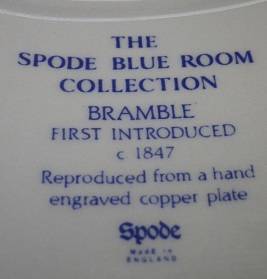 THE
SPODE BLUE ROOM
COLLECTION
BRAMBLE
FIRST INTRODUCED
c 1847
Reproduced from a hand
engraved copper plate
Spode
MADE IN
ENGLAND